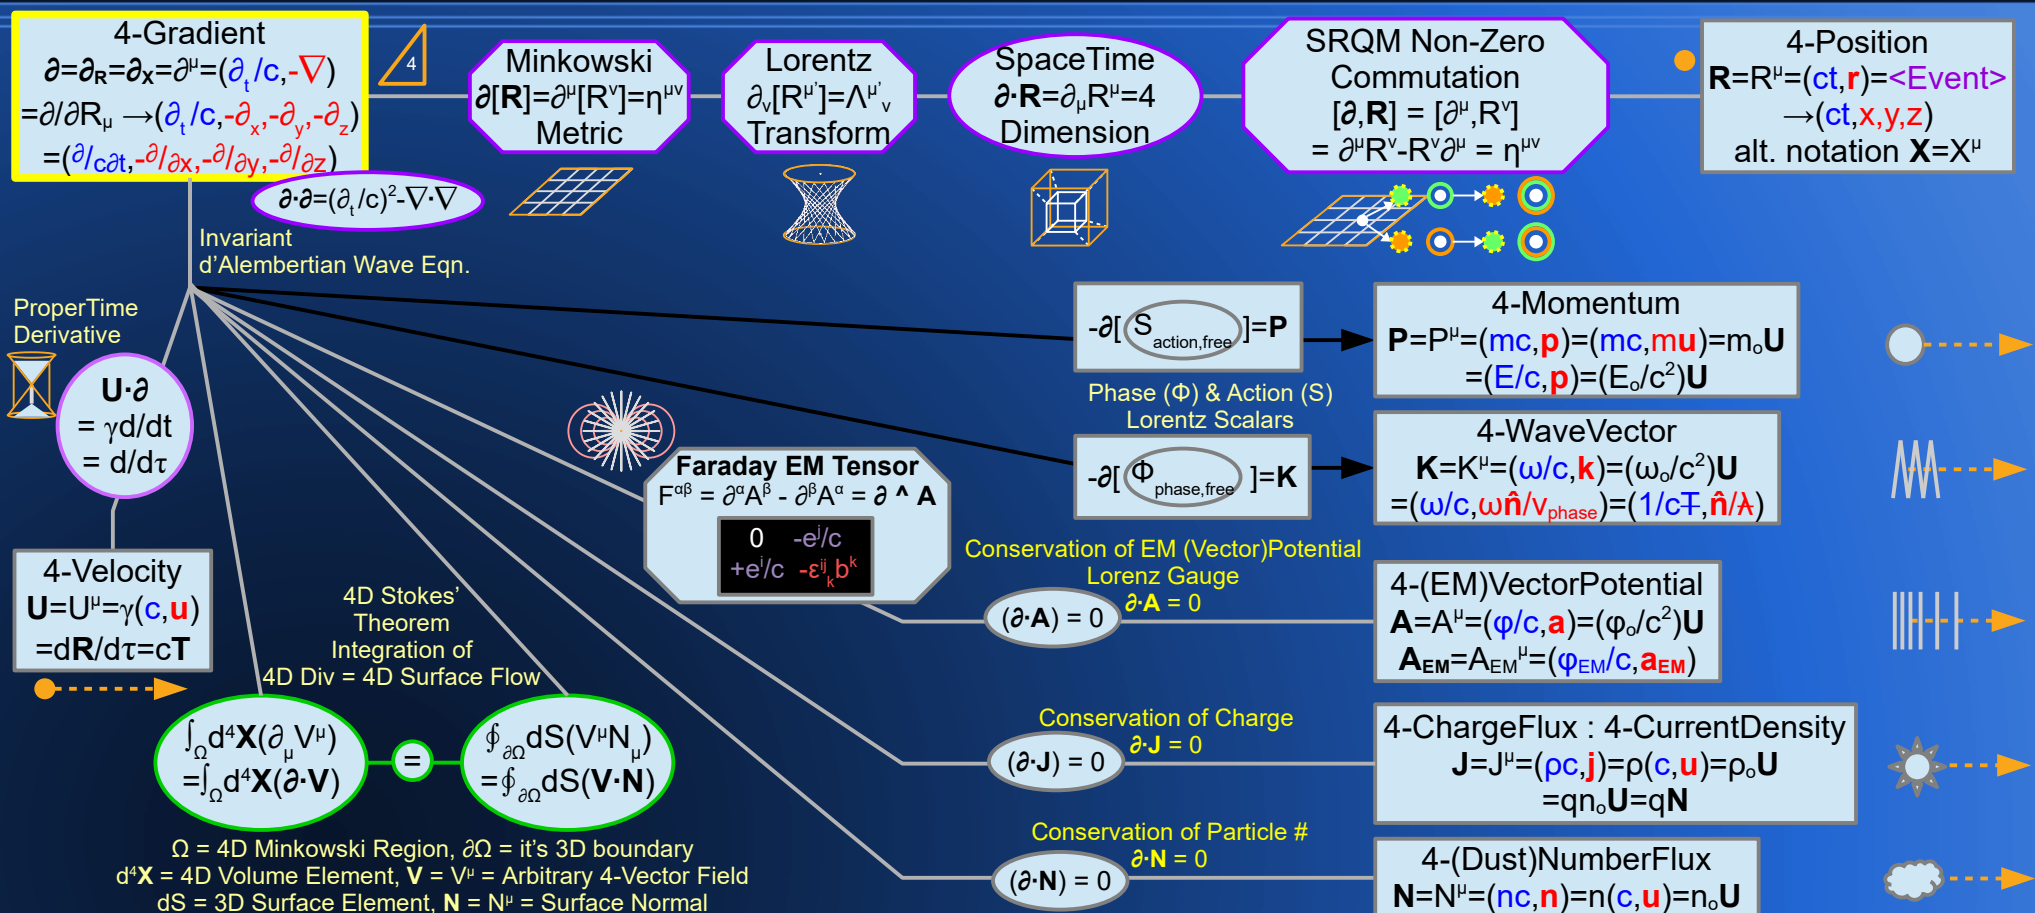 4-Gradient
∂=∂R=∂X=∂μ=(∂t/c,-∇)
=∂/∂Rμ →(∂t/c,-∂x,-∂y,-∂z)
=(∂/c∂t,-∂/∂x,-∂/∂y,-∂/∂z)
∂·∂=(∂t/c)²-∇·∇
Invariant
d'Alembertian Wave Eqn.
4
Minkowski
∂[R]=∂μ[Rν]=ημν
Metric
Lorentz
∂ν[Rμ']=Λμ'ν
Transform
SpaceTime
∂·R=∂μRμ=4
Dimension
SRQM Non-Zero
Commutation
[∂,R] = [∂μ,Rν]
= ∂μRν-Rν∂μ = ημν
4-Position
R=Rμ=(ct,r)=<Event>
→(ct,x,y,z)
alt. notation X=Xμ
ProperTime
Derivative
U·∂
= γd/dt
= d/dτ
4-Velocity
U=Uμ=γ(c,u)
=dR/dτ=cT
-∂[ Saction,free ]=P
4-Momentum
P=Pμ=(mc,p)=(mc,mu)=moU
=(E/c,p)=(Eo/c²)U
Phase (Φ) & Action (S)
Lorentz Scalars
-∂[ Φphase,free ]=K
4-WaveVector
K=Kμ=(ω/c,k)=(ωo/c²)U
=(ω/c,ωn̂/vphase)=(1/cŦ,n̂/ƛ)
Faraday EM Tensor
Fαβ = ∂αAβ - ∂βAα = ∂ ^ A
0 -ej/c
+ei/c -εijkbk
Conservation of EM (Vector)Potential
Lorenz Gauge
∂·A = 0
(∂·A) = 0
4-(EM)VectorPotential
A=Aμ=(φ/c,a)=(φo/c²)U
AEM=AEMμ=(φEM/c,aEM)
4D Stokes'
Theorem
Integration of
4D Div = 4D Surface Flow
∫Ωd⁴X(∂μVμ)
=∫Ωd⁴X(∂·V)
=
∮∂ΩdS(VμNμ)
=∮∂ΩdS(V·N)
Ω = 4D Minkowski Region, ∂Ω = it's 3D boundary
d⁴X = 4D Volume Element, V = Vμ = Arbitrary 4-Vector Field
dS = 3D Surface Element, N = Nμ = Surface Normal
Conservation of Charge
∂·J = 0
(∂·J) = 0
4-ChargeFlux : 4-CurrentDensity
J=Jμ=(ρc,j)=ρ(c,u)=ρoU
=qnoU=qN
Conservation of Particle #
∂·N = 0
(∂·N) = 0
4-(Dust)NumberFlux
N=Nμ=(nc,n)=n(c,u)=noU